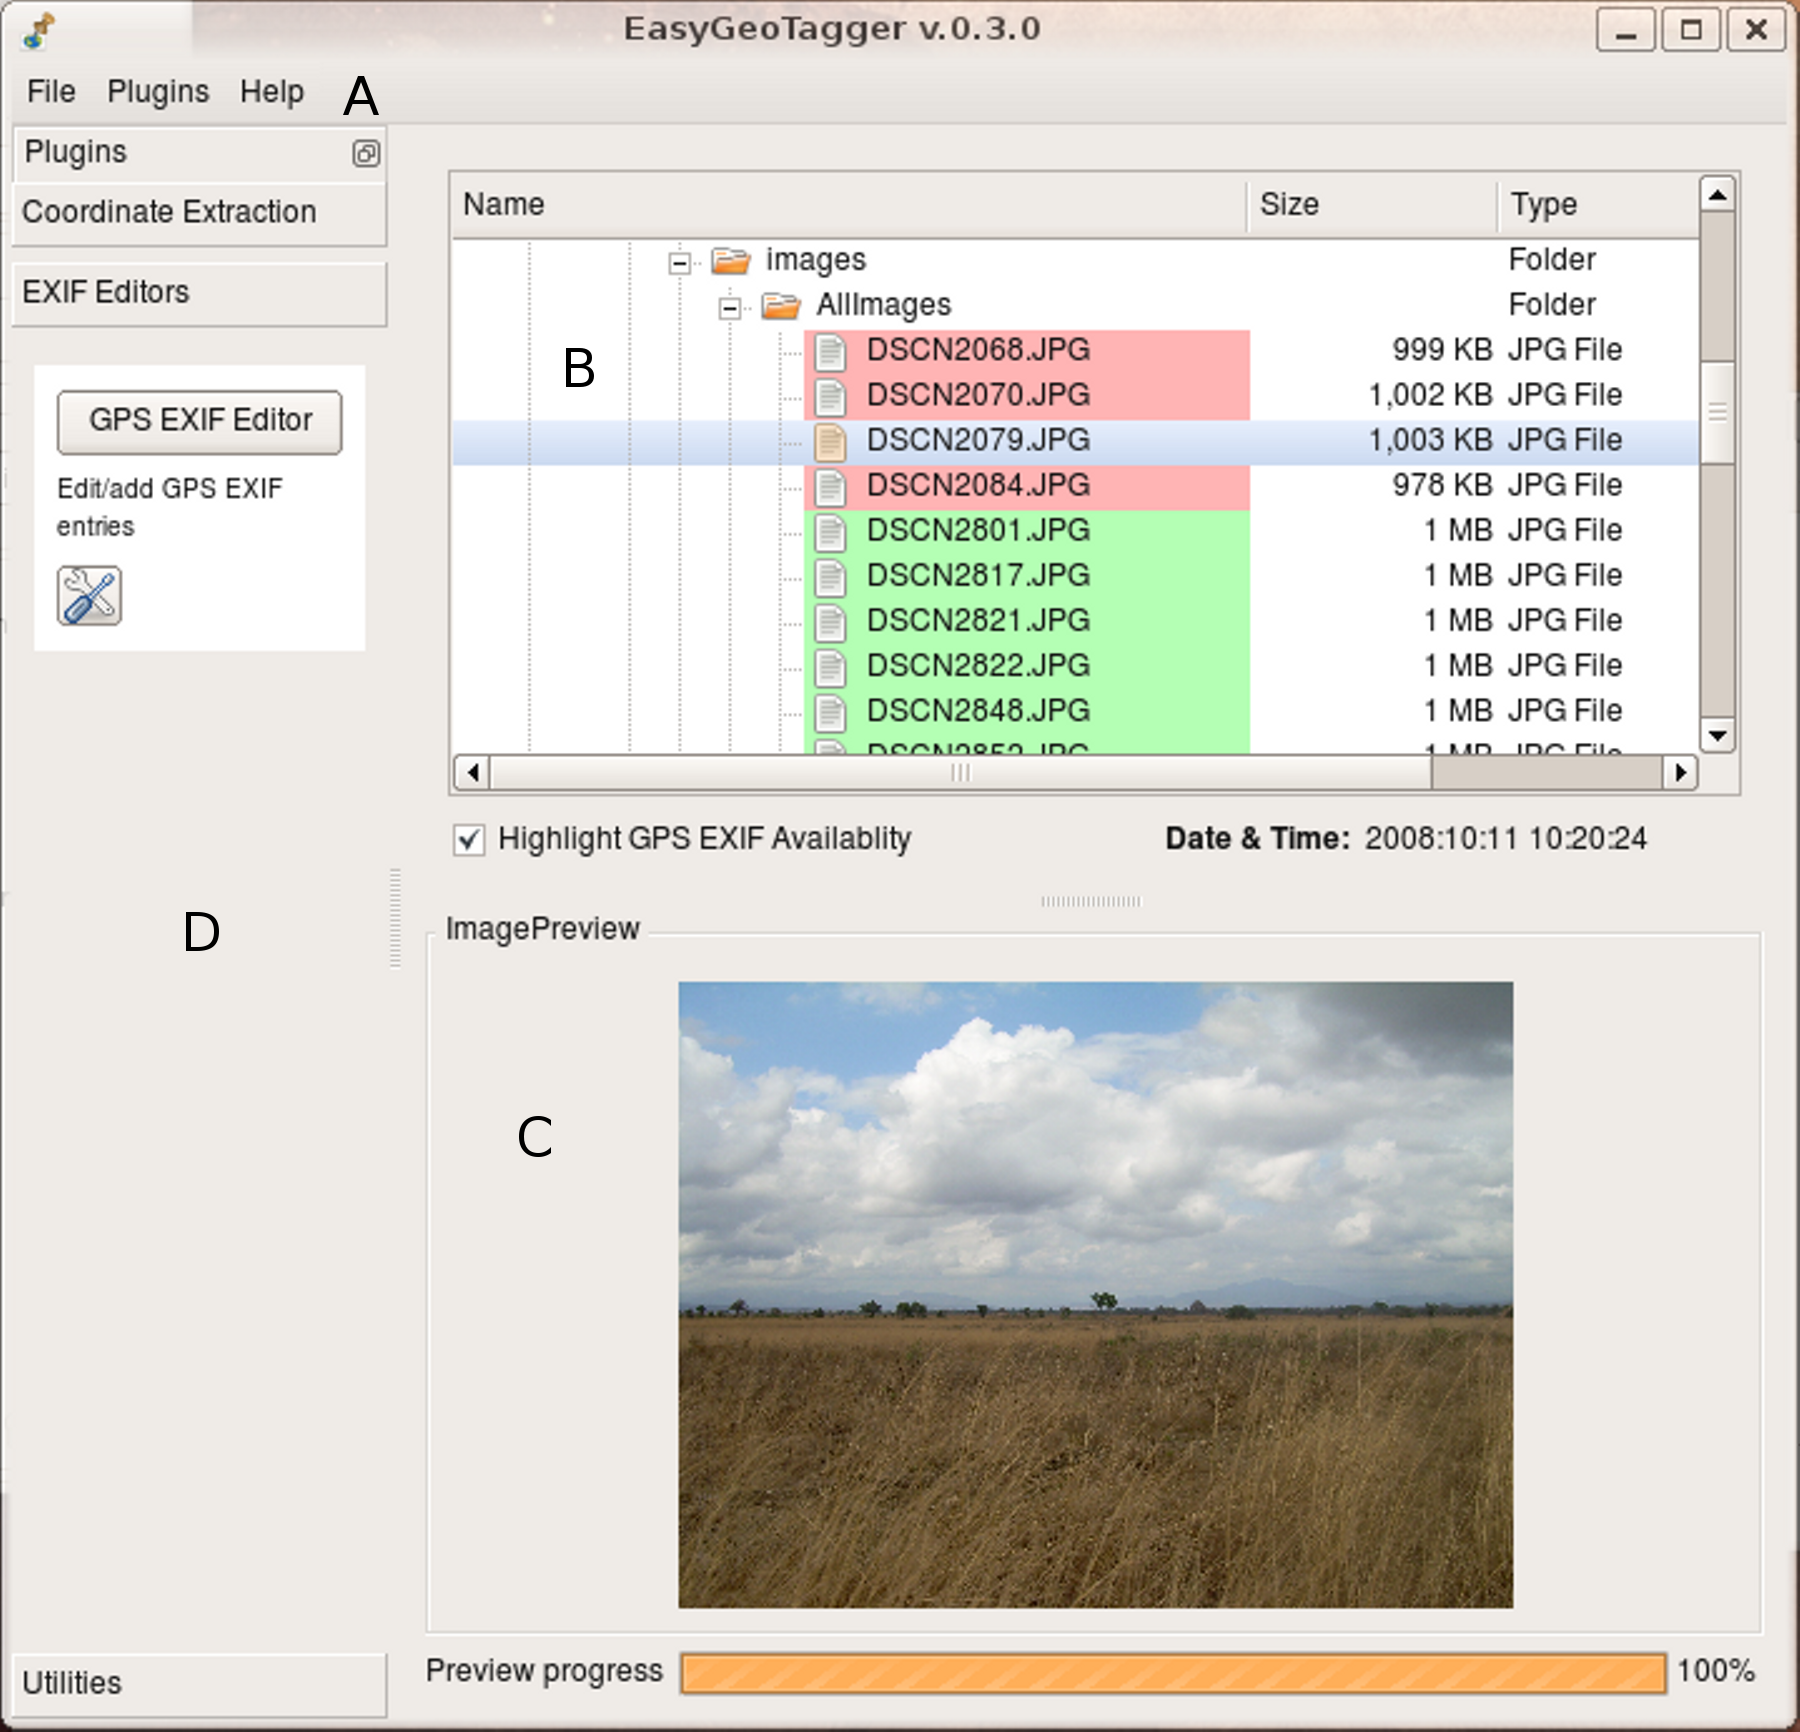 EasyGeoTagger v.0.3.0
File Plugins Help A
Plugins
Coordinate Extraction
EXIF Editors
GPS EXIF Editor
Edit/add GPS EXIF
entries
D
Utilities
Name Size Type
images Folder
AllImages Folder
B
DSCN2068.JPG 999 KB JPG File
DSCN2070.JPG 1,002 KB JPG File
DSCN2079.JPG 1,003 KB JPG File
DSCN2084.JPG 978 KB JPG File
DSCN2801.JPG 1 MB JPG File
DSCN2817.JPG 1 MB JPG File
DSCN2821.JPG 1 MB JPG File
DSCN2822.JPG 1 MB JPG File
DSCN2848.JPG 1 MB JPG File
Highlight GPS EXIF Availablity Date & Time: 2008:10:11 10:20:24
ImagePreview
C
Preview progress 100%